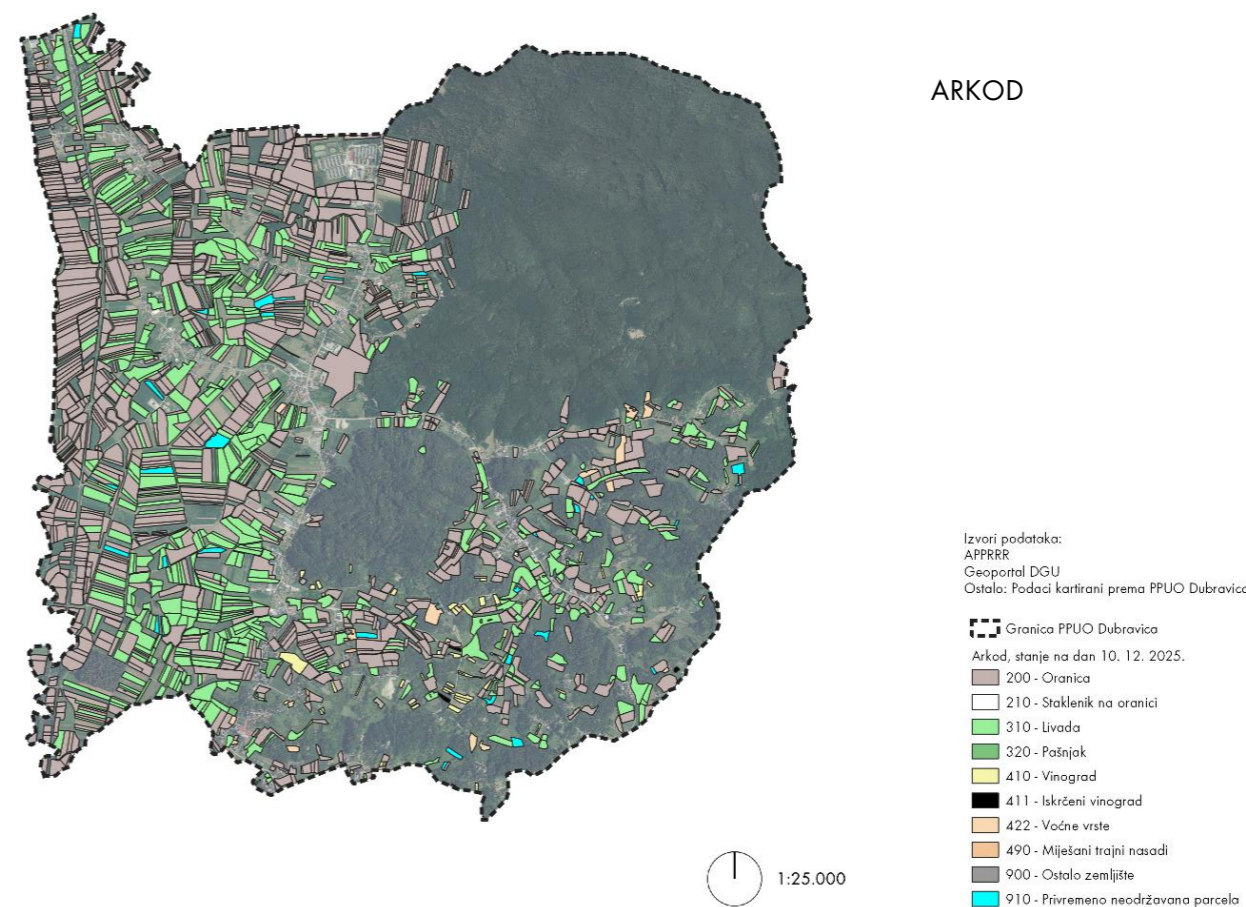 ARKOD
Izvori podataka:
APPRRR
Geoportal DGU
Ostalo: Podaci kartirani prema PPUO Dubravica
Granica PPUO Dubravica
Arkod, stanje na dan 10. 12. 2025.
200 - Oranica
210 - Staklenik na oranici
310 - Livada
320 - Pašnjak
410 - Vinograd
411 - Iskrčeni vinograd
422 - Voćne vrste
490 - Miješani trajni nasadi
900 - Ostalo zemljište
910 - Privremeno neodržavana parcela
1:25.000